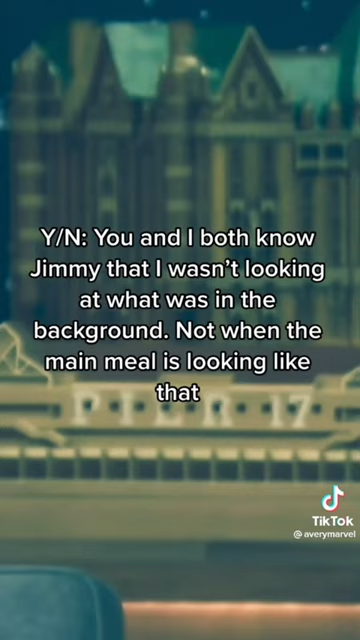 Y/N: You and I both know
Jimmy that I wasn’t looking
at what was in the
background. Not when the
main meal is looking like
that
PIER 17
TikTok
@ averymarvel